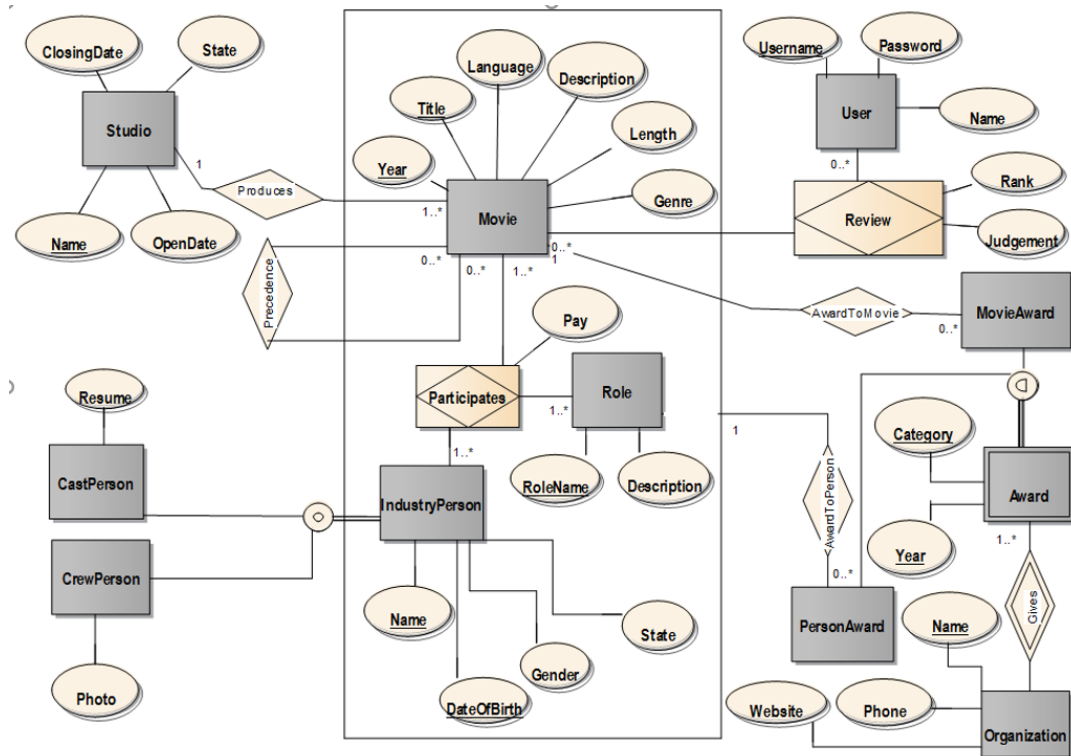 ClosingDate
State
Studio
Name
OpenDate
1
Produces
1..*
Language
Title
Description
Year
Length
Genre
Movie
0..*
0..*
1..*
0..*
1
Precedence
Username
Password
User
Name
0..*
Review
Rank
Judgement
AwardToMovie
0..*
MovieAward
Pay
Participates
1..*
Role
RoleName
Description
1..*
IndustryPerson
Name
DateOfBirth
Gender
State
Resume
CastPerson
O
CrewPerson
Photo
1
AwardToPerson
0..*
PersonAward
D
Category
Award
Year
1..*
Gives
Name
Website
Phone
Organization